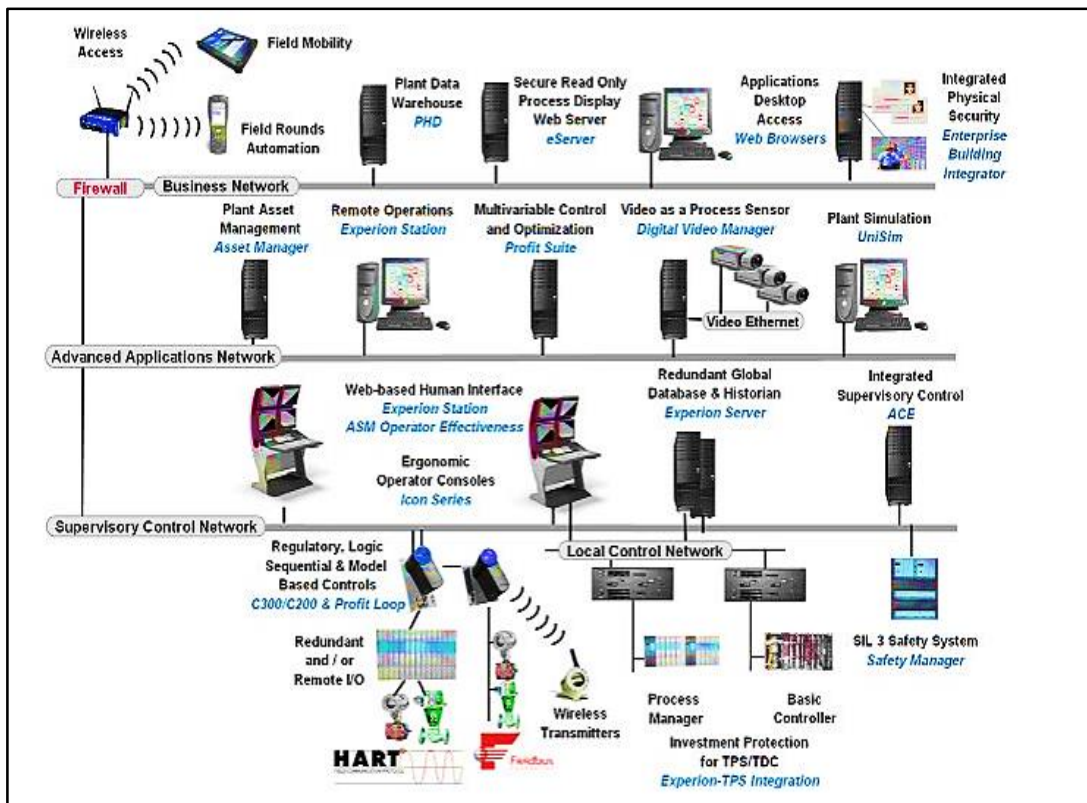 Wireless
Access
Field Mobility
Field Rounds
Automation
Plant Data
Warehouse
PHD
Secure Read Only
Process Display
Web Server
eServer
Applications
Desktop
Access
Web Browsers
Integrated
Physical
Security
Enterprise
Building
Integrator
Firewall
Business Network
Plant Asset
Management
Asset Manager
Remote Operations
Experion Station
Multivariable Control
and Optimization
Profit Suite
Video as a Process Sensor
Digital Video Manager
Plant Simulation
UniSim
Video Ethernet
Advanced Applications Network
Web-based Human Interface
Experion Station
ASM Operator Effectiveness
Ergonomic
Operator Consoles
Icon Series
Redundant Global
Database & Historian
Experion Server
Integrated
Supervisory Control
ACE
Supervisory Control Network
Regulatory, Logic
Sequential & Model
Based Controls
C300/C200 & Profit Loop
Local Control Network
Redundant
and / or
Remote I/O
Wireless
Transmitters
Process
Manager
Basic
Controller
SIL 3 Safety System
Safety Manager
Investment Protection
for TPS/TDC
Experion-TPS Integration
HART
Fieldbus